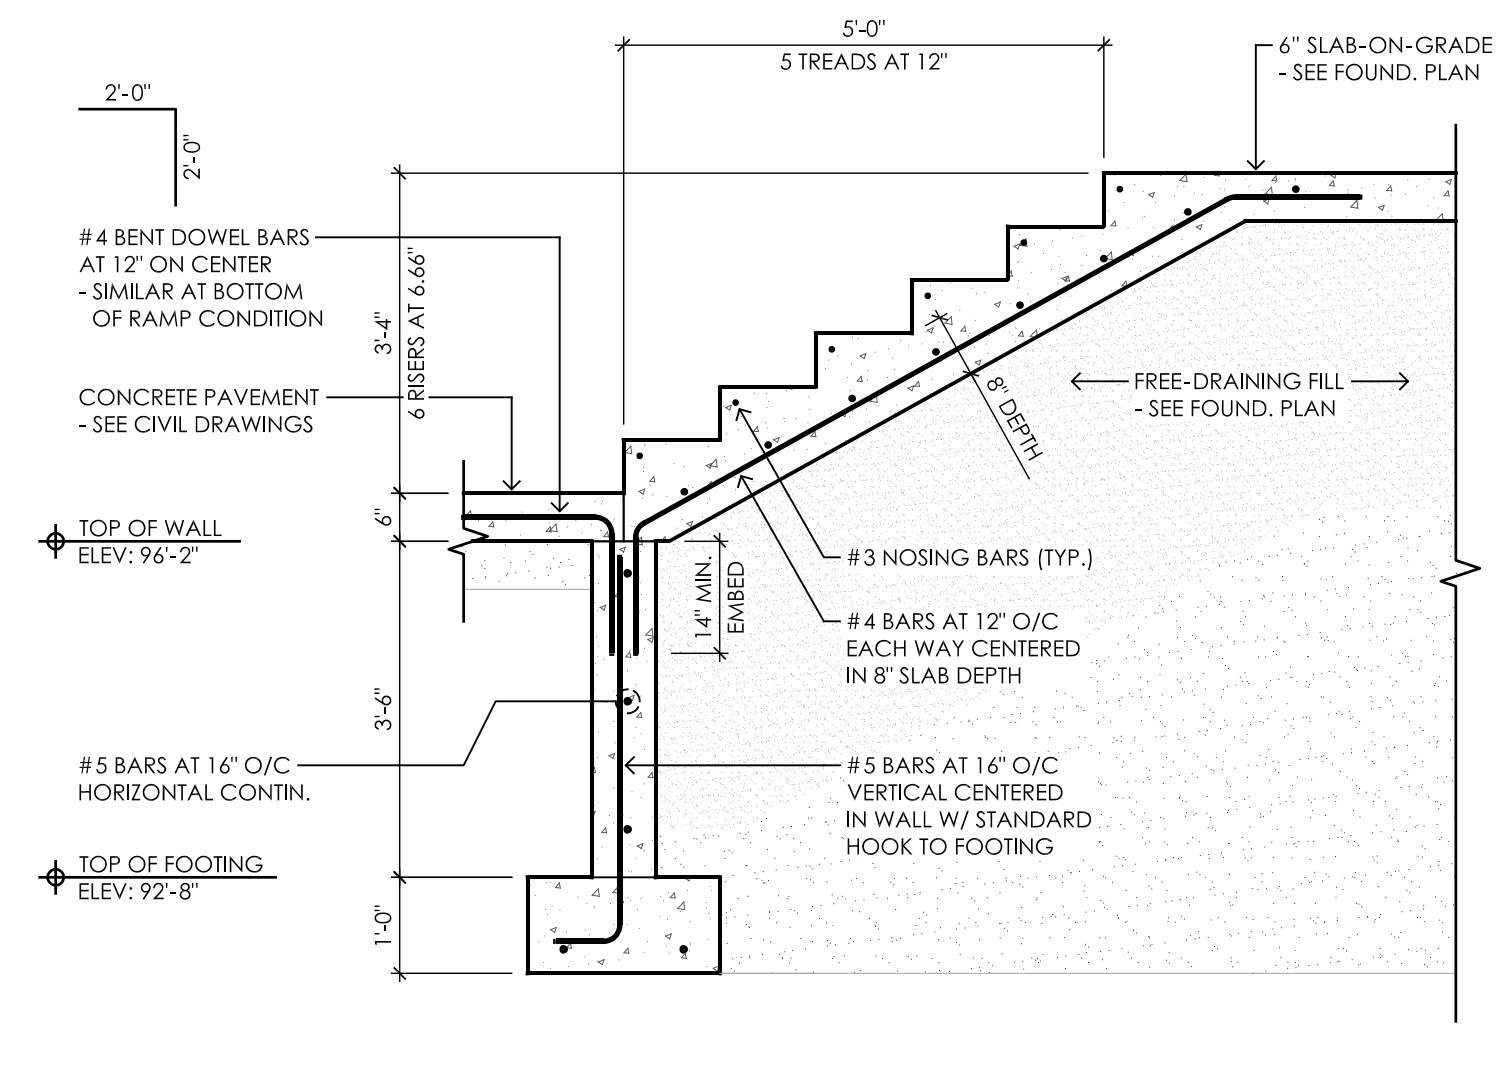 5'-0"
5 TREADS AT 12"
6" SLAB-ON-GRADE
- SEE FOUND. PLAN
2'-0"
2'-0"
#4 BENT DOWEL BARS
AT 12" ON CENTER
- SIMILAR AT BOTTOM
OF RAMP CONDITION
3'-4"
6 RISERS AT 6.66"
CONCRETE PAVEMENT
- SEE CIVIL DRAWINGS
FREE-DRAINING FILL
- SEE FOUND. PLAN
8" DEPTH
6"
TOP OF WALL
ELEV: 96'-2"
14" MIN.
EMBED
#3 NOSING BARS (TYP.)
#4 BARS AT 12" O/C
EACH WAY CENTERED
IN 8" SLAB DEPTH
3'-6"
#5 BARS AT 16" O/C
HORIZONTAL CONTIN.
#5 BARS AT 16" O/C
VERTICAL CENTERED
IN WALL W/ STANDARD
HOOK TO FOOTING
TOP OF FOOTING
ELEV: 92'-8"
1'-0"